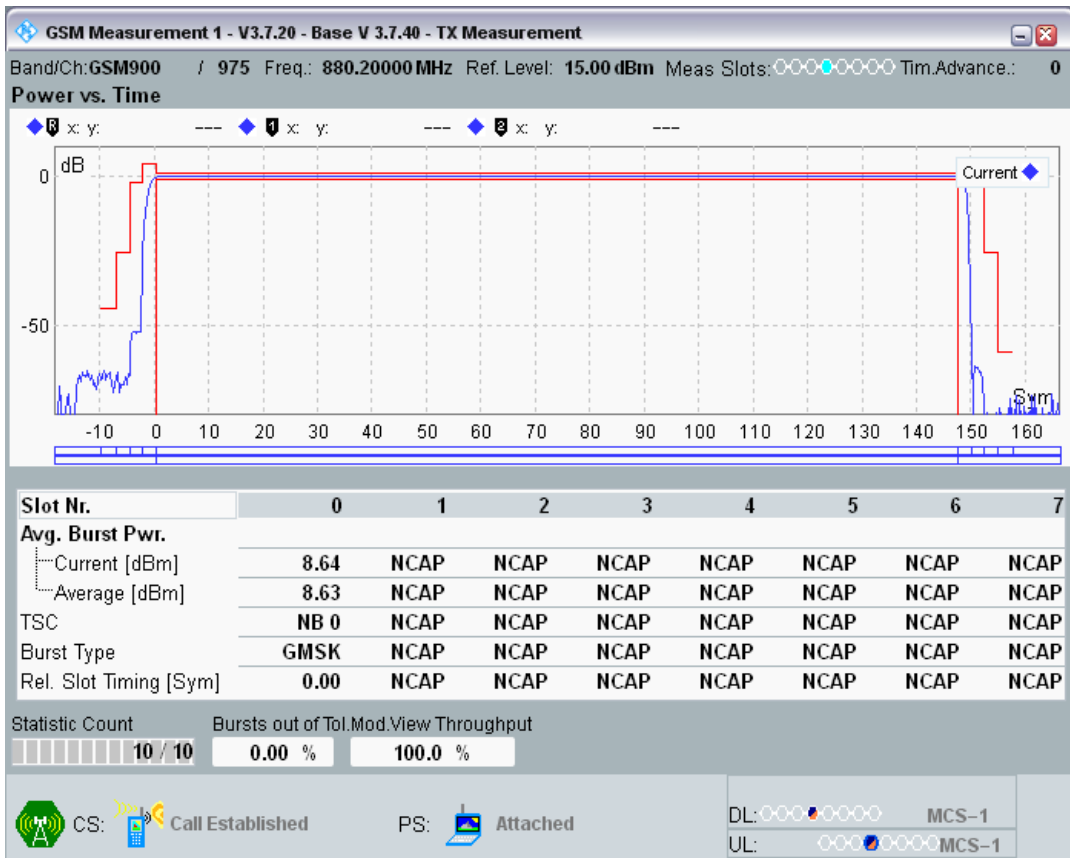 GSM Measurement 1 - V3.7.20 - Base V 3.7.40 - TX Measurement
Band/Ch:GSM900 / 975 Freq.: 880.20000 MHz Ref. Level: 15.00 dBm Meas Slots: Tim.Advance.: 0
Power vs. Time
R x: y: --- 1 x: y: --- 2 x: y: ---
dB
Current
0
-50
Sym
-10 0 10 20 30 40 50 60 70 80 90 100 110 120 130 140 150 160
Slot Nr. 0 1 2 3 4 5 6 7
Avg. Burst Pwr.
Current [dBm] 8.64 NCAP NCAP NCAP NCAP NCAP NCAP NCAP
Average [dBm] 8.63 NCAP NCAP NCAP NCAP NCAP NCAP NCAP
TSC NB 0 NCAP NCAP NCAP NCAP NCAP NCAP NCAP
Burst Type GMSK NCAP NCAP NCAP NCAP NCAP NCAP NCAP
Rel. Slot Timing [Sym] 0.00 NCAP NCAP NCAP NCAP NCAP NCAP NCAP
Statistic Count Bursts out of Tol.Mod.View Throughput
10 / 10 0.00 % 100.0 %
CS: Call Established PS: Attached
DL: MCS-1
UL: MCS-1